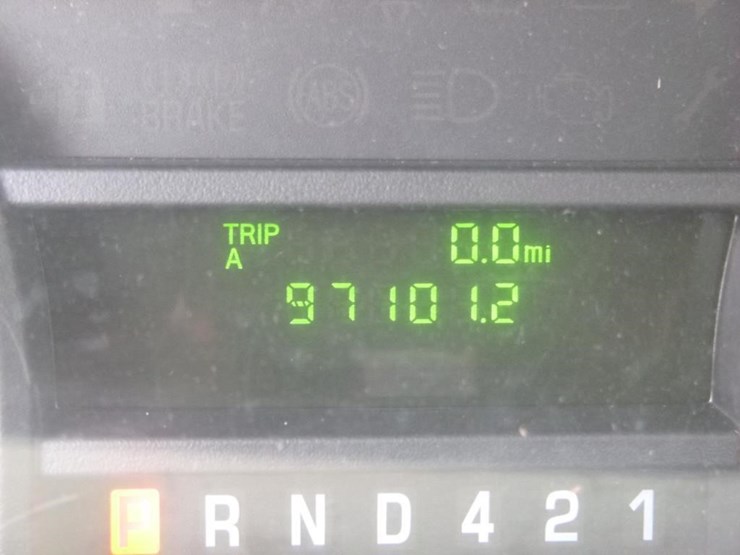 BRAKE (ABS)
TRIP 0.0mi
A
97101.2
P R N D 4 2 1